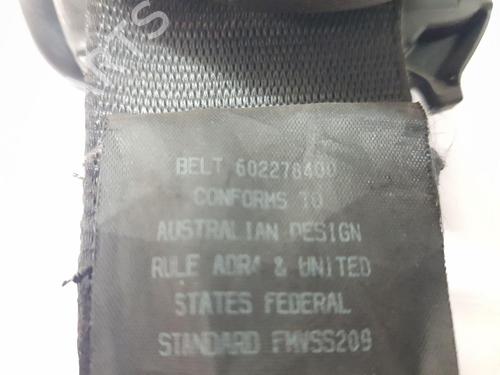 BELT 602278400
CONFORMS TO
AUSTRALIAN DESIGN
RULE ADR4 & UNITED
STATES FEDERAL
STANDARD FMVSS209